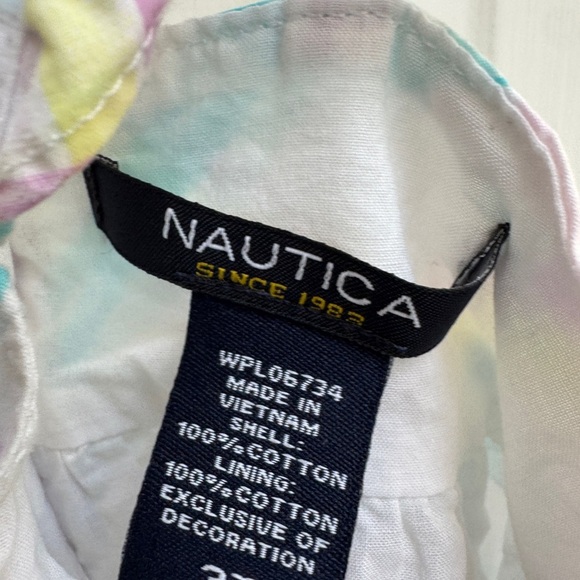 NAUTICA
SINCE 1983
WPL06734
MADE IN
VIETNAM
SHELL:
100% COTTON
LINING:
100% COTTON
EXCLUSIVE OF
DECORATION